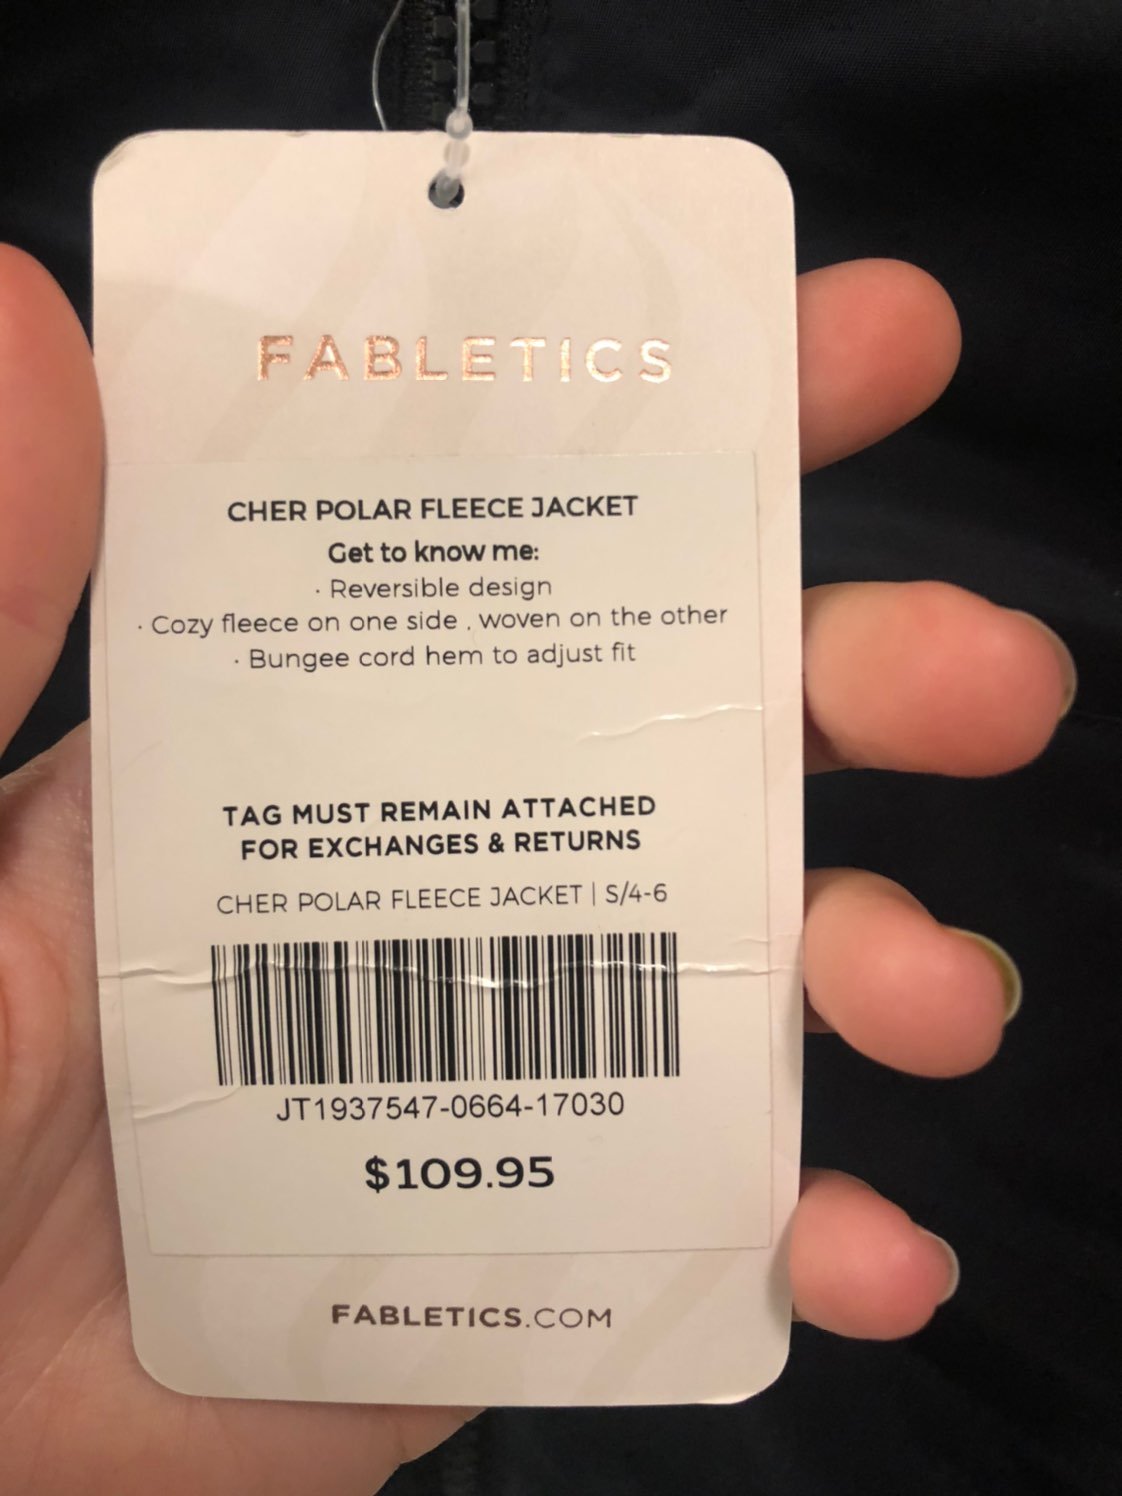 FABLETICS
CHER POLAR FLEECE JACKET
Get to know me:
· Reversible design
· Cozy fleece on one side , woven on the other
· Bungee cord hem to adjust fit
TAG MUST REMAIN ATTACHED
FOR EXCHANGES & RETURNS
CHER POLAR FLEECE JACKET | S/4-6
JT1937547-0664-17030
$109.95
FABLETICS.COM